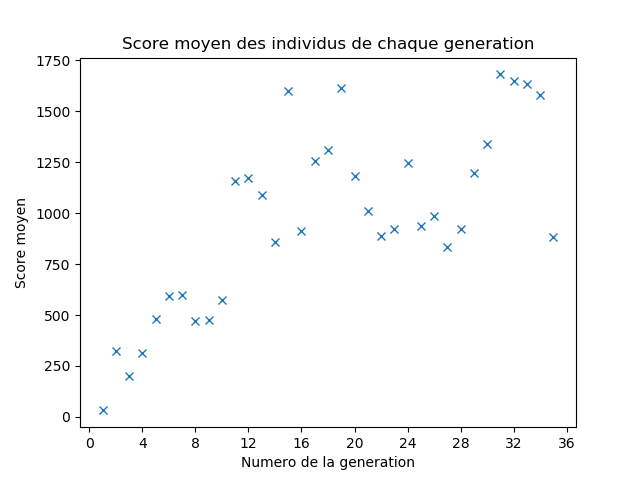 Score moyen des individus de chaque generation
1750
1500
1250
1000
750
500
250
0
Score moyen
0 4 8 12 16 20 24 28 32 36
Numero de la generation